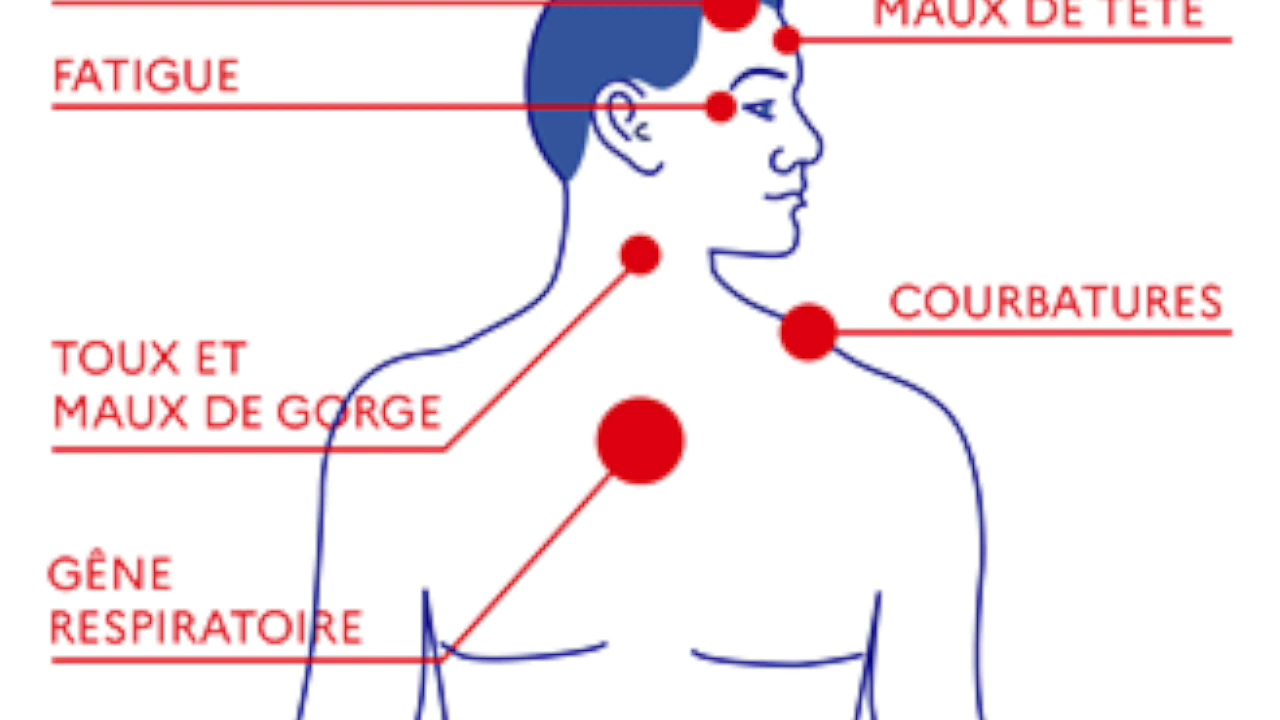 MAUX DE TÊTE
FATIGUE
COURBATURES
TOUX ET
MAUX DE GORGE
GÊNE
RESPIRATOIRE